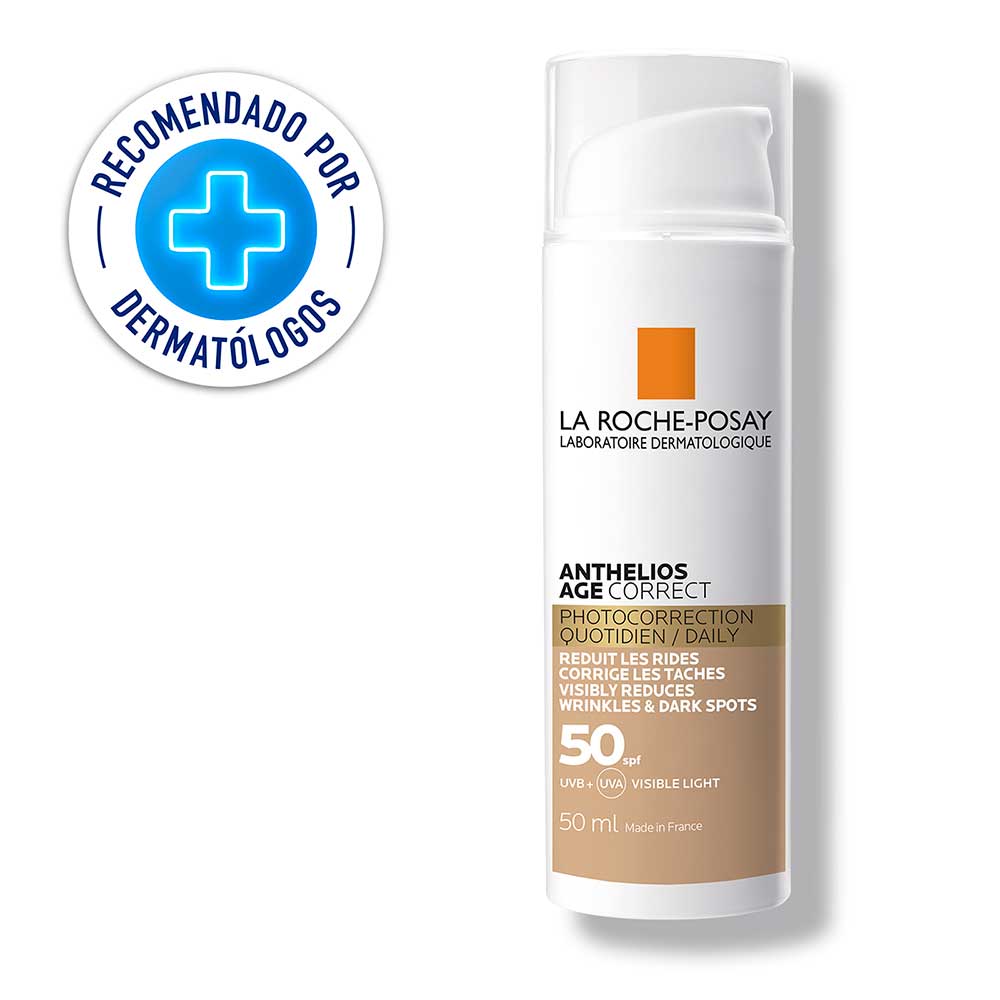 RECOMENDADO POR
DERMATÓLOGOS
LA ROCHE-POSAY
LABORATOIRE DERMATOLOGIQUE
ANTHELIOS
AGE CORRECT
PHOTOCORRECTION
QUOTIDIEN / DAILY
REDUIT LES RIDES
CORRIGE LES TACHES
VISIBLY REDUCES
WRINKLES & DARK SPOTS
50 spf
UVB + UVA VISIBLE LIGHT
50 ml Made in France